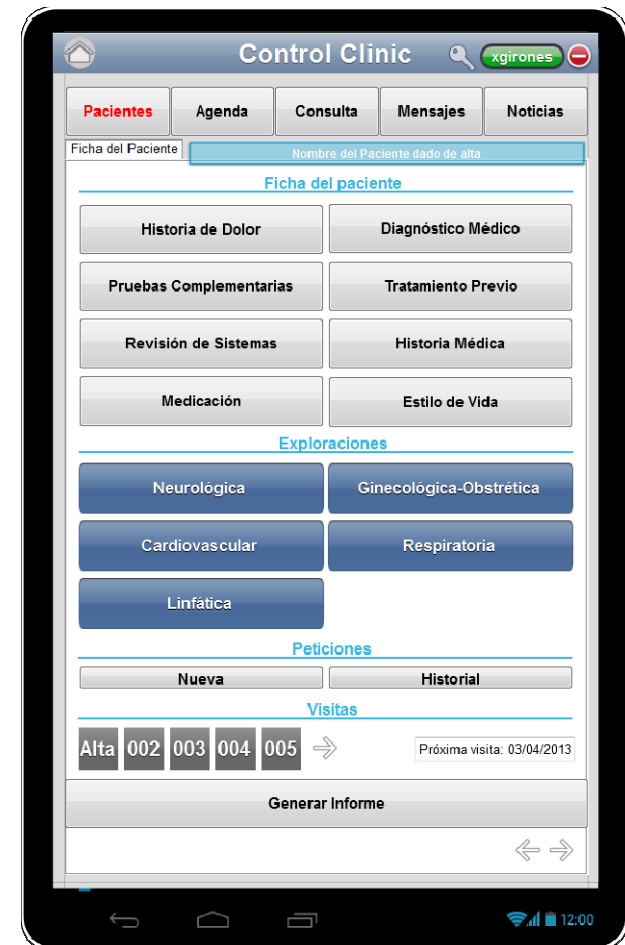 Control Clinic xgirones
Pacientes Agenda Consulta Mensajes Noticias
Ficha del Paciente Nombre del Paciente dado de alta
Ficha del paciente
Historia de Dolor Diagnóstico Médico
Pruebas Complementarias Tratamiento Previo
Revisión de Sistemas Historia Médica
Medicación Estilo de Vida
Exploraciones
Neurológica Ginecológica-Obstrética
Cardiovascular Respiratoria
Linfática
Peticiones
Nueva Historial
Visitas
Alta 002 003 004 005 Próxima visita: 03/04/2013
Generar Informe
12:00